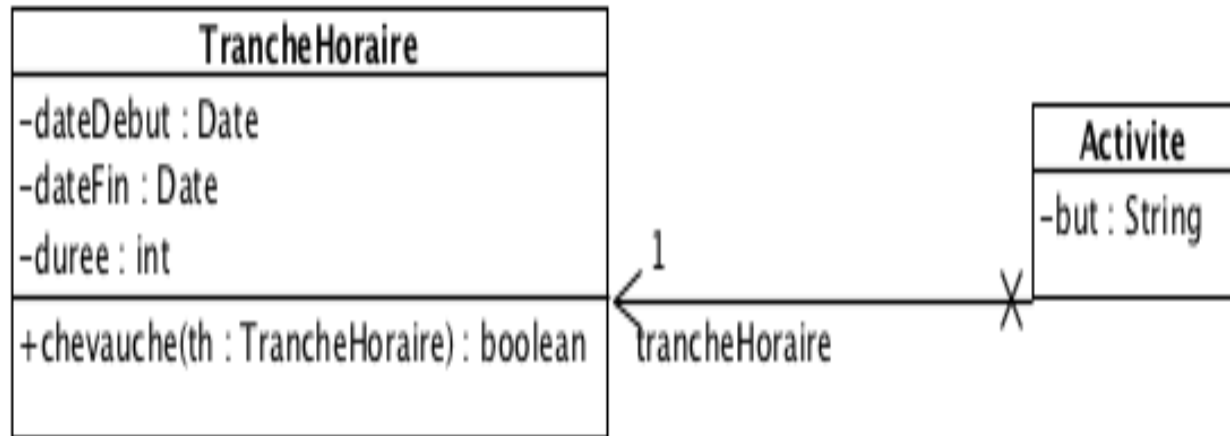 TrancheHoraire
-dateDebut : Date
-dateFin : Date
-duree : int
+chevauche(th : TrancheHoraire) : boolean
1
trancheHoraire
Activite
-but : String